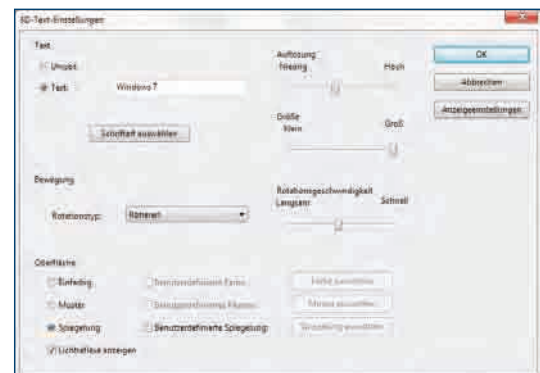 3D-Text-Einstellungen
Text
Uhrzeit
Text: Windows 7
Schriftart auswählen
Auflösung
Niedrig Hoch
Größe
Klein Groß
OK
Abbrechen
Anzeigeeinstellungen
Bewegung
Rotationstyp: Rotieren
Rotationsgeschwindigkeit
Langsam Schnell
Oberfläche
Einfarbig Benutzerdefinierte Farbe: Farbe auswählen
Muster Benutzerdefiniertes Muster: Muster auswählen
Spiegelung Benutzerdefinierte Spiegelung: Spiegelung auswählen
Lichtreflexe anzeigen